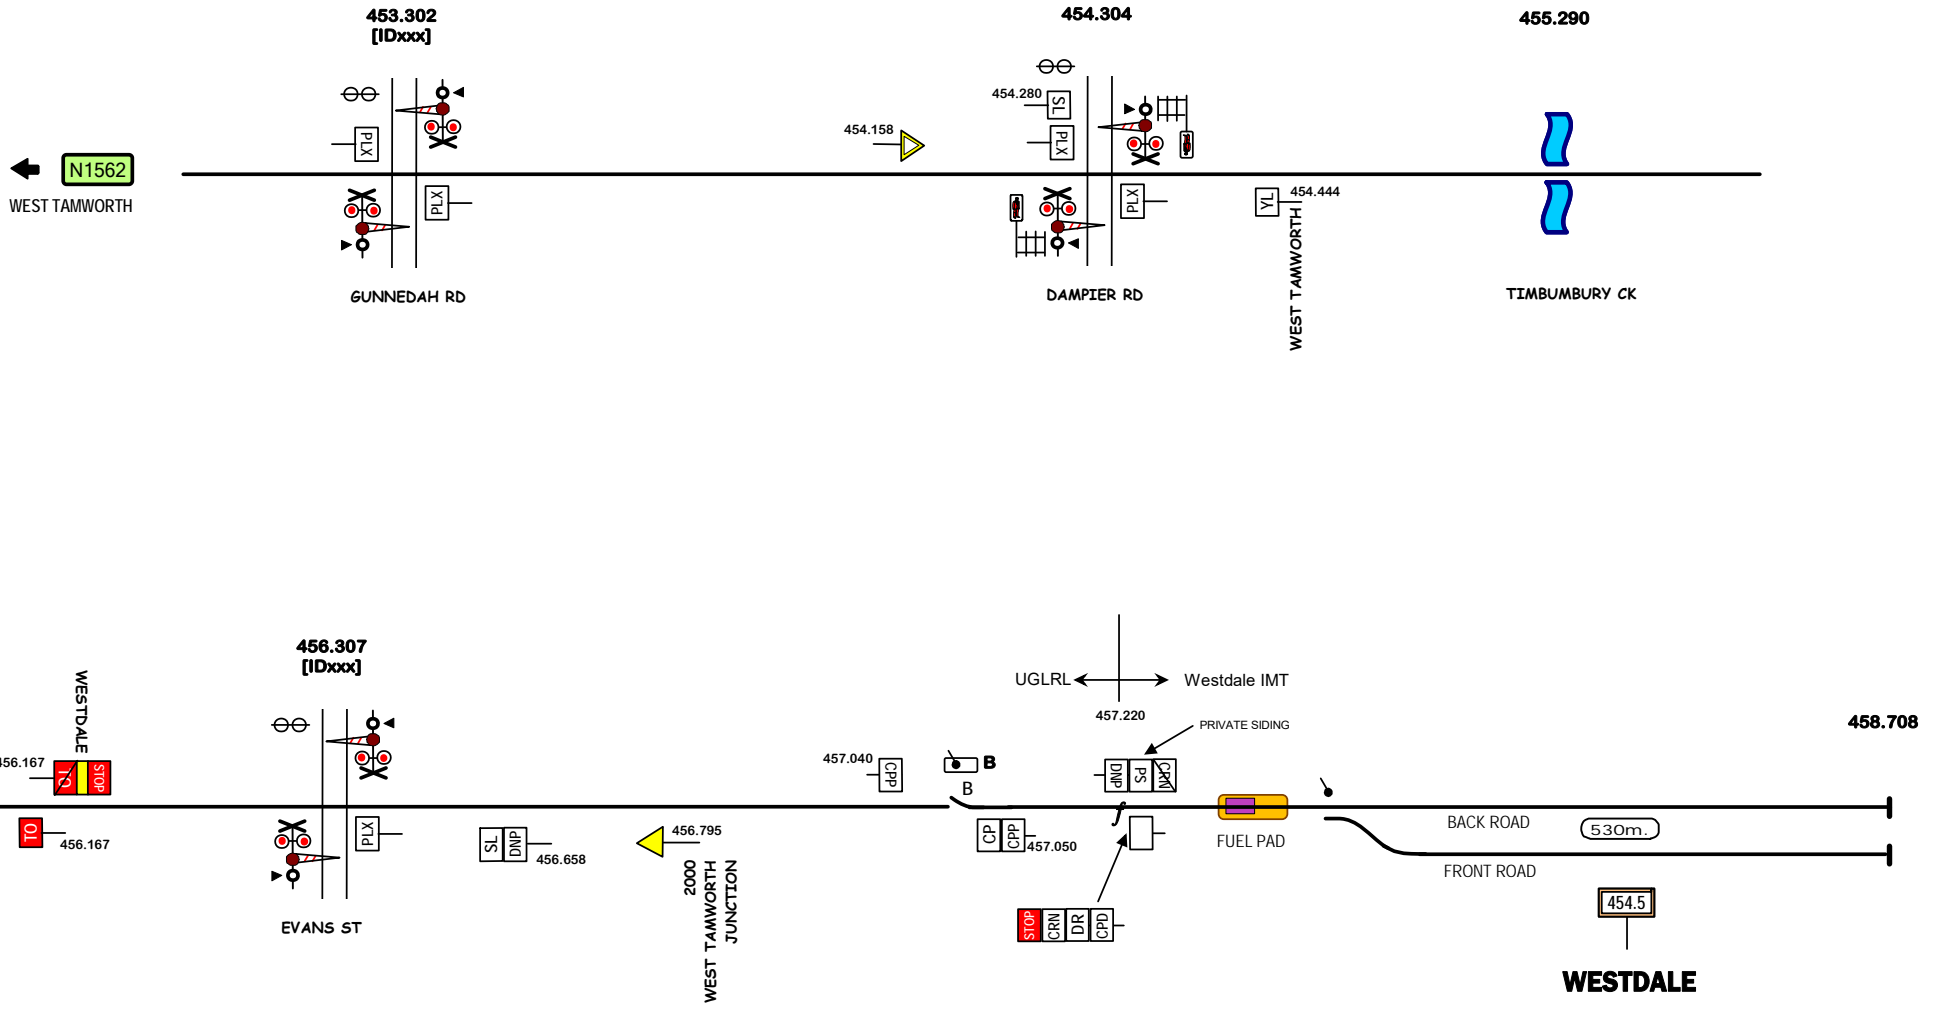 453.302
[IDxxx]
454.304
455.290
454.280
SL
454.158
PLX
PLX
N1562
WEST TAMWORTH
PLX
PLX
YL
454.444
WEST TAMWORTH
GUNNEDAH RD
DAMPIER RD
TIMBUMBURY CK
456.307
[IDxxx]
WESTDALE
UGLRL
Westdale IMT
457.220
PRIVATE SIDING
458.708
456.167
TO
STOP
457.040
CPP
B
B
DNP
PS
CRN
TO
456.167
PLX
SL
DNP
456.658
456.795
2000
WEST TAMWORTH
JUNCTION
CP
CPP
457.050
FUEL PAD
BACK ROAD
530m.
FRONT ROAD
STOP
CRN
DR
CPD
454.5
EVANS ST
WESTDALE